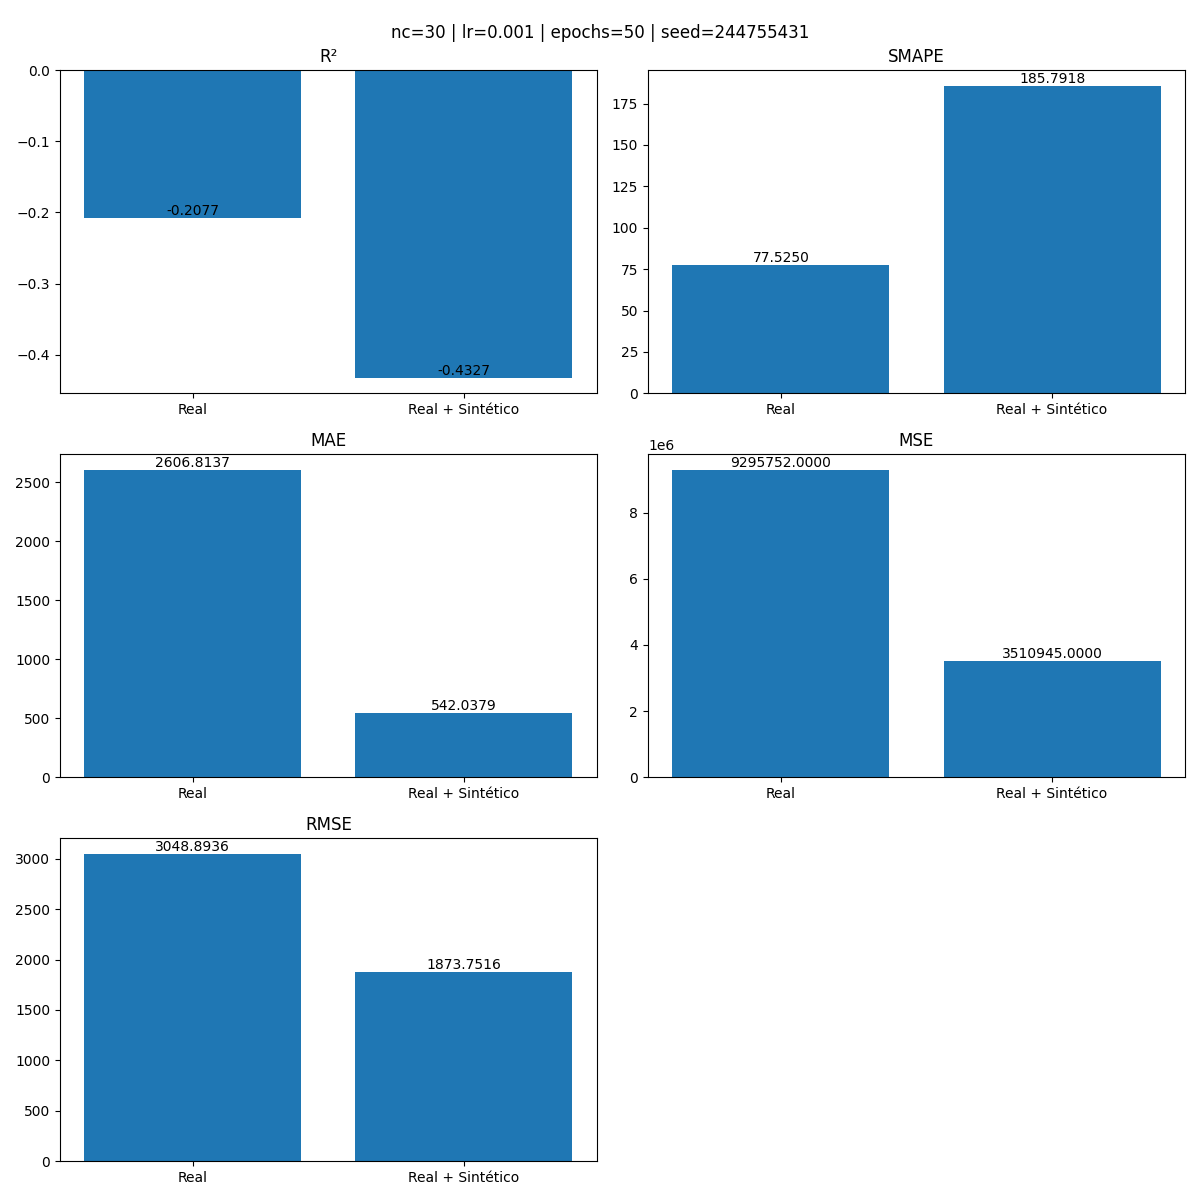 nc=30 | lr=0.001 | epochs=50 | seed=244755431
R²
0.0
−0.1
−0.2
−0.3
−0.4
-0.2077
-0.4327
Real
Real + Sintético
SMAPE
175
150
125
100
75
50
25
0
77.5250
185.7918
Real
Real + Sintético
MAE
2500
2000
1500
1000
500
0
2606.8137
542.0379
Real
Real + Sintético
MSE
1e6
8
6
4
2
0
9295752.0000
3510945.0000
Real
Real + Sintético
RMSE
3000
2500
2000
1500
1000
500
0
3048.8936
1873.7516
Real
Real + Sintético